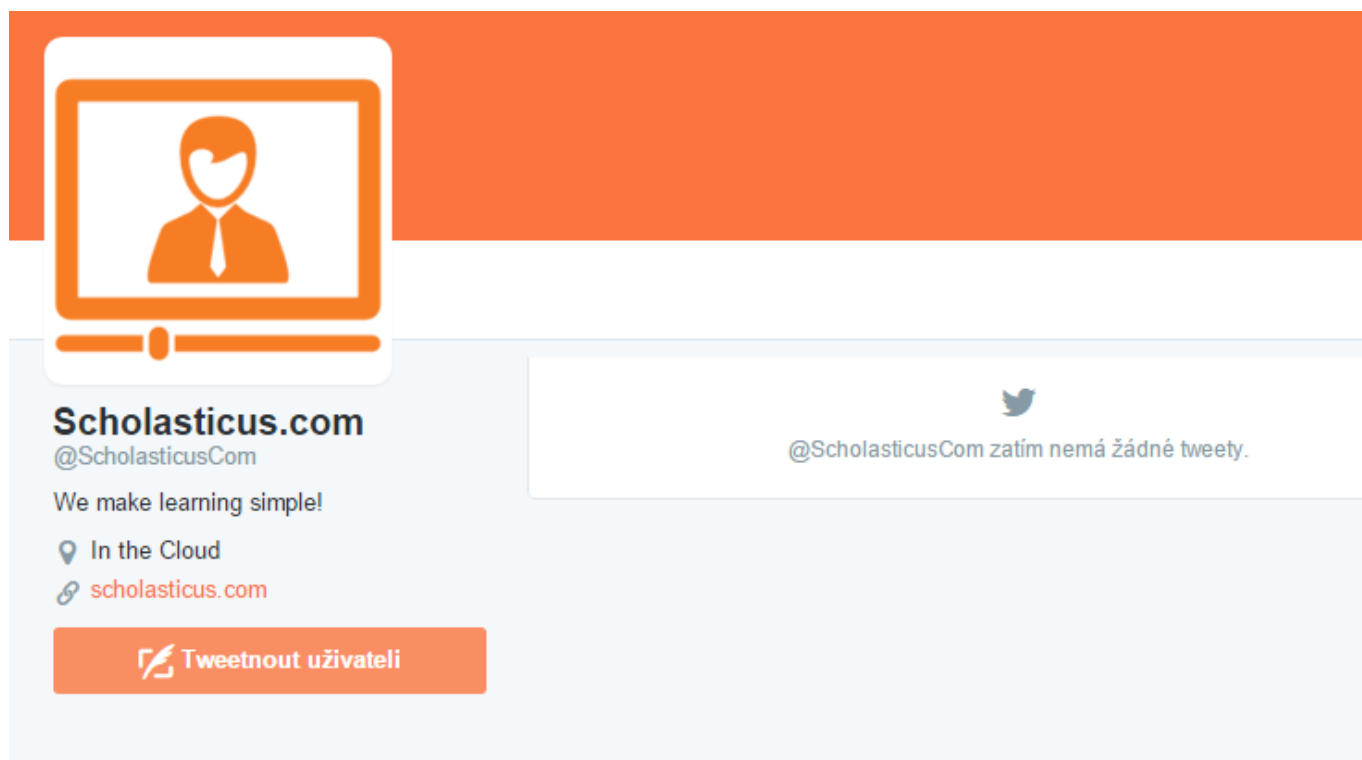 Scholasticus.com
@ScholasticusCom
We make learning simple!
In the Cloud
scholasticus.com
Tweetnout uživateli
@ScholasticusCom zatím nemá žádné tweety.